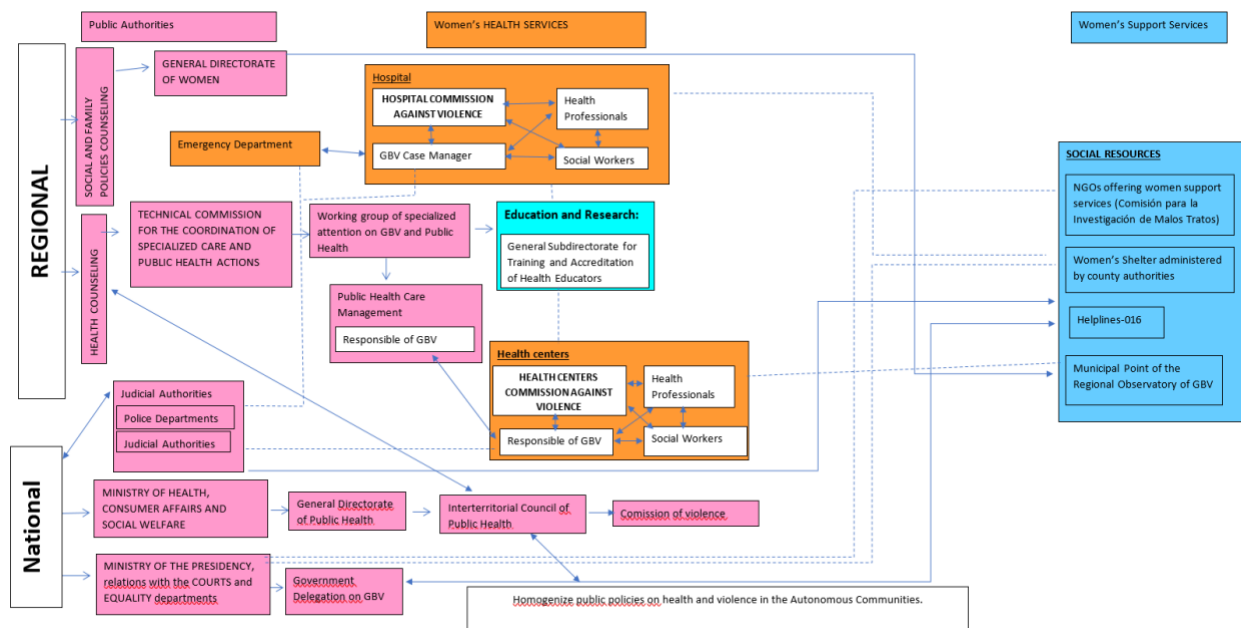 Public Authorities
Women's HEALTH SERVICES
Women's Support Services
REGIONAL
SOCIAL AND FAMILY
POLICIES COUNSELING
GENERAL DIRECTORATE
OF WOMEN
Emergency Department
Hospital
HOSPITAL COMMISSION
AGAINST VIOLENCE
Health
Professionals
GBV Case Manager
Social Workers
SOCIAL RESOURCES
NGOs offering women support
services (Comisión para la
Investigación de Malos Tratos)
Women's Shelter administered
by county authorities
Helplines-016
Municipal Point of the
Regional Observatory of GBV
HEALTH COUNSELING
TECHNICAL COMMISSION
FOR THE COORDINATION OF
SPECIALIZED CARE AND
PUBLIC HEALTH ACTIONS
Working group of specialized
attention on GBV and Public
Health
Education and Research:
General Subdirectorate for
Training and Accreditation
of Health Educators
Public Health Care
Management
Responsible of GBV
Health centers
HEALTH CENTERS
COMMISSION AGAINST
VIOLENCE
Health
Professionals
Responsible of GBV
Social Workers
National
Judicial Authorities
Police Departments
Judicial Authorities
MINISTRY OF HEALTH,
CONSUMER AFFAIRS AND
SOCIAL WELFARE
General Directorate
of Public Health
Interterritorial Council of
Public Health
Comission of violence
MINISTRY OF THE PRESIDENCY,
relations with the COURTS and
EQUALITY departments
Government
Delegation on GBV
Homogenize public policies on health and violence in the Autonomous Communities.